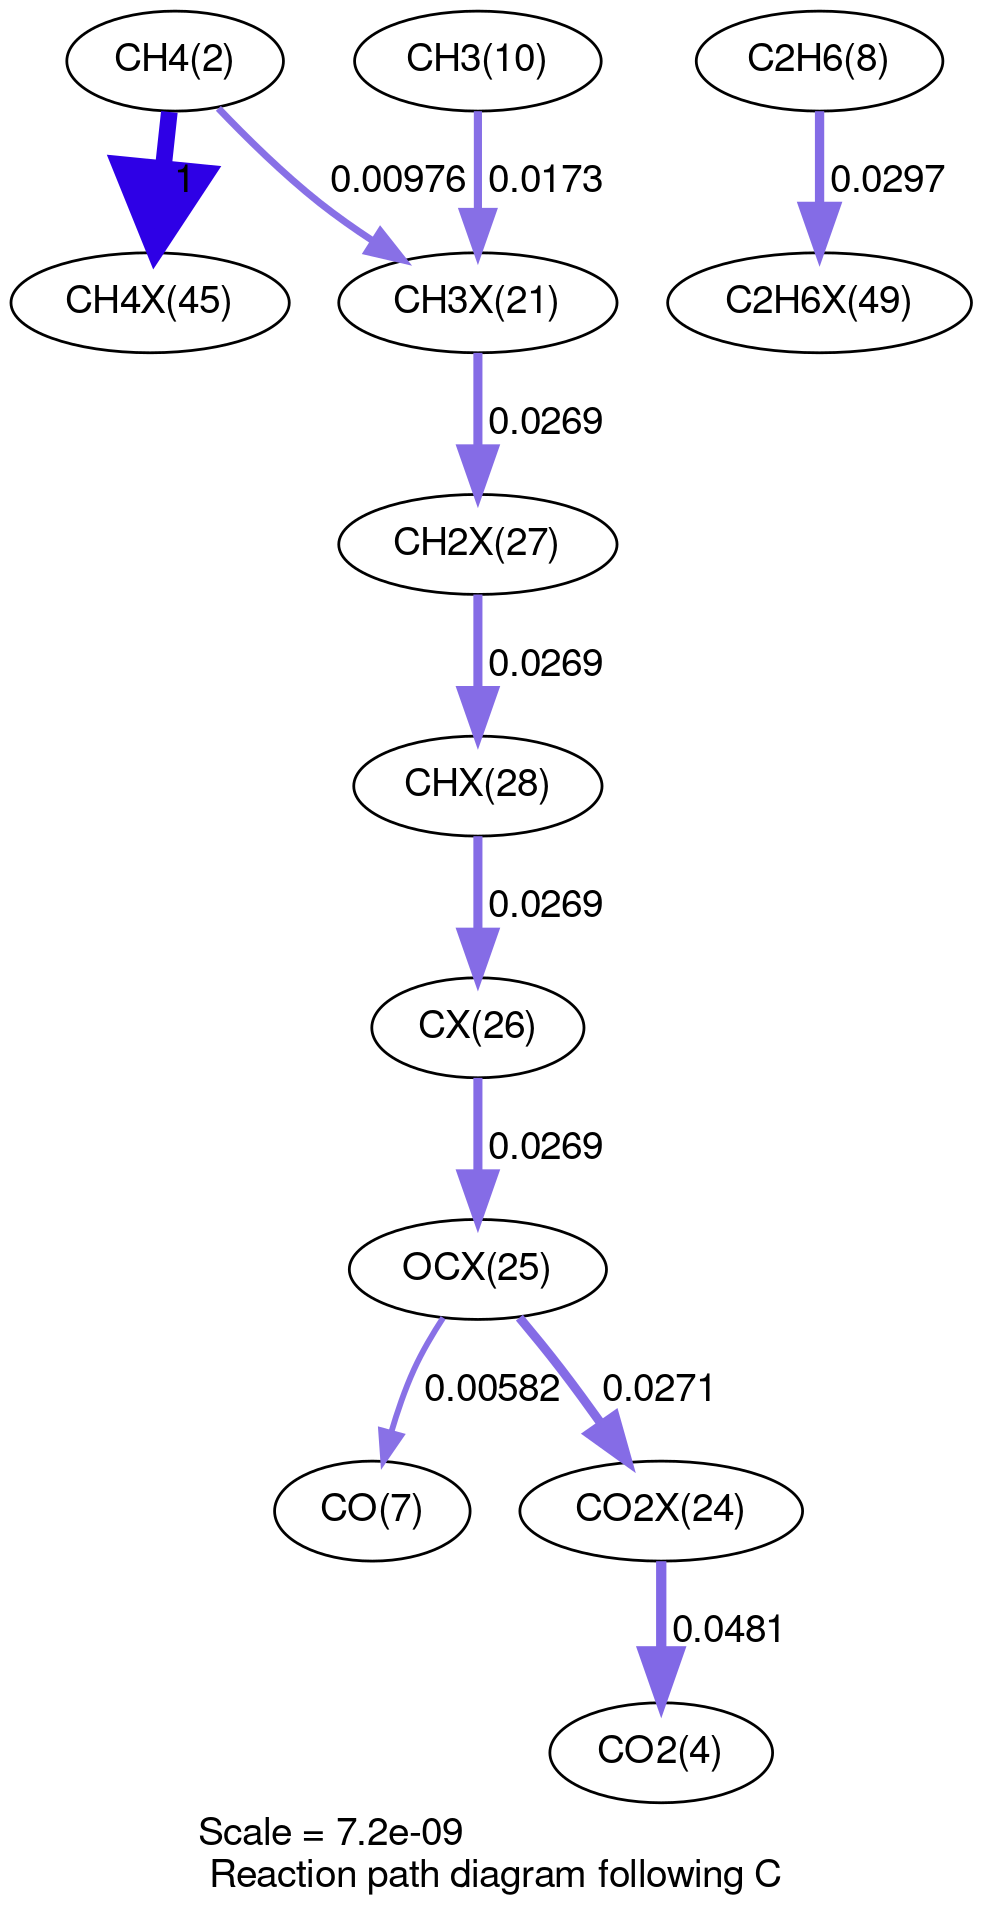 CH4(2)
CH3(10)
C2H6(8)
1
0.00976
0.0173
0.0297
CH4X(45)
CH3X(21)
C2H6X(49)
0.0269
CH2X(27)
0.0269
CHX(28)
0.0269
CX(26)
0.0269
OCX(25)
0.00582
0.0271
CO(7)
CO2X(24)
0.0481
CO2(4)
Scale = 7.2e-09
Reaction path diagram following C